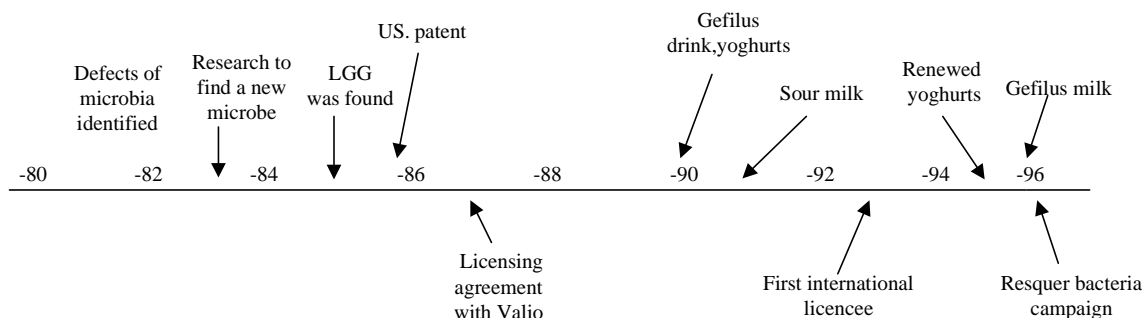 US. patent
Gefilus
drink,yoghurts
Defects of
microbia
identified
Research to
find a new
microbe
LGG
was found
Sour milk
Renewed
yoghurts
Gefilus milk
-80 -82 -84 -86 -88 -90 -92 -94 -96
Licensing
agreement
with Valio
First international
licencee
Resquer bacteria
campaign